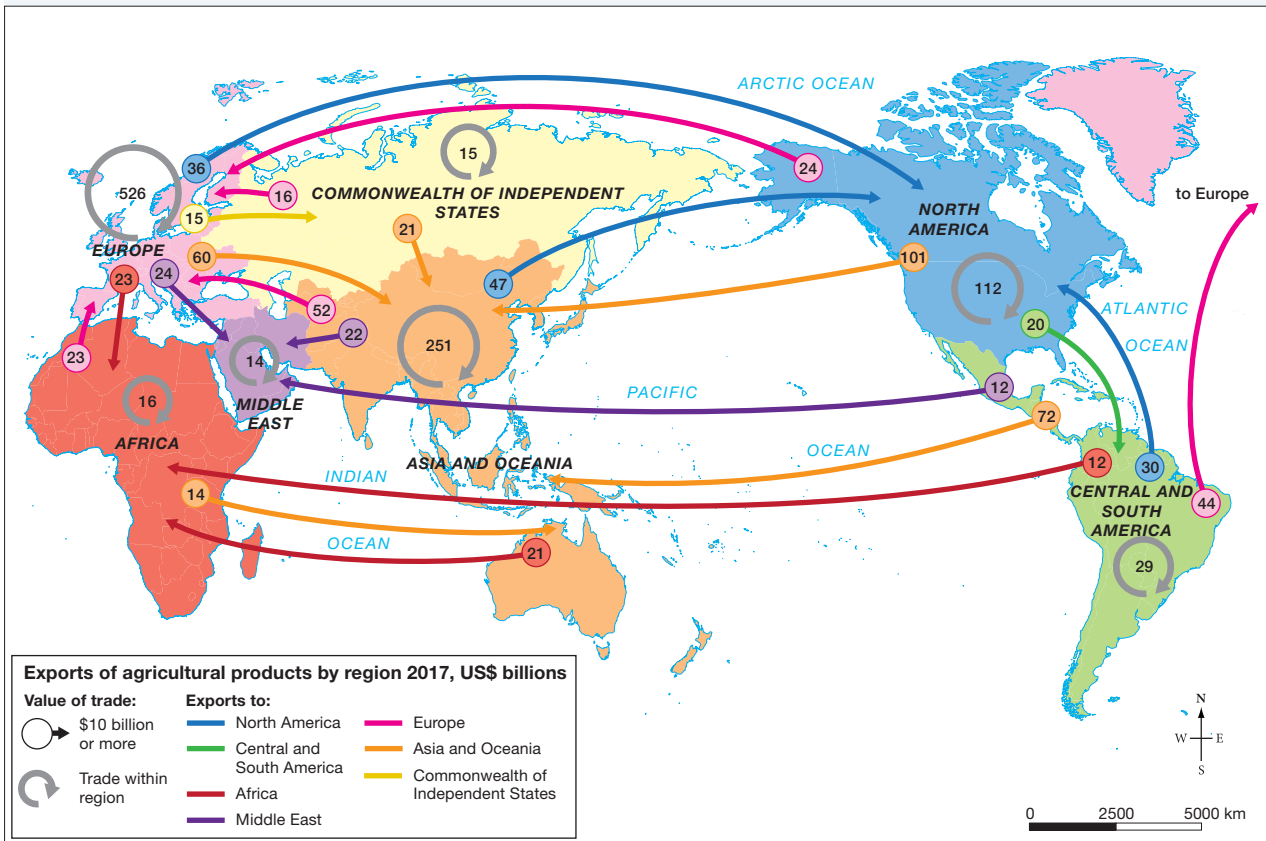 ARCTIC OCEAN
36
15
24
526
16
COMMONWEALTH OF INDEPENDENT
STATES
to Europe
NORTH
AMERICA
15
21
EUROPE
60
101
23
24
47
112
52
ATLANTIC
OCEAN
20
22
251
23
14
PACIFIC
12
16
MIDDLE
EAST
72
AFRICA
OCEAN
ASIA AND OCEANIA
INDIAN
12
30
14
CENTRAL AND
SOUTH
AMERICA
44
OCEAN
21
29
Exports of agricultural products by region 2017, US$ billions
Value of trade:
$10 billion
or more
Trade within
region
Exports to:
North America
Central and
South America
Africa
Middle East
Europe
Asia and Oceania
Commonwealth of
Independent States
N
W
E
S
0 2500 5000 km